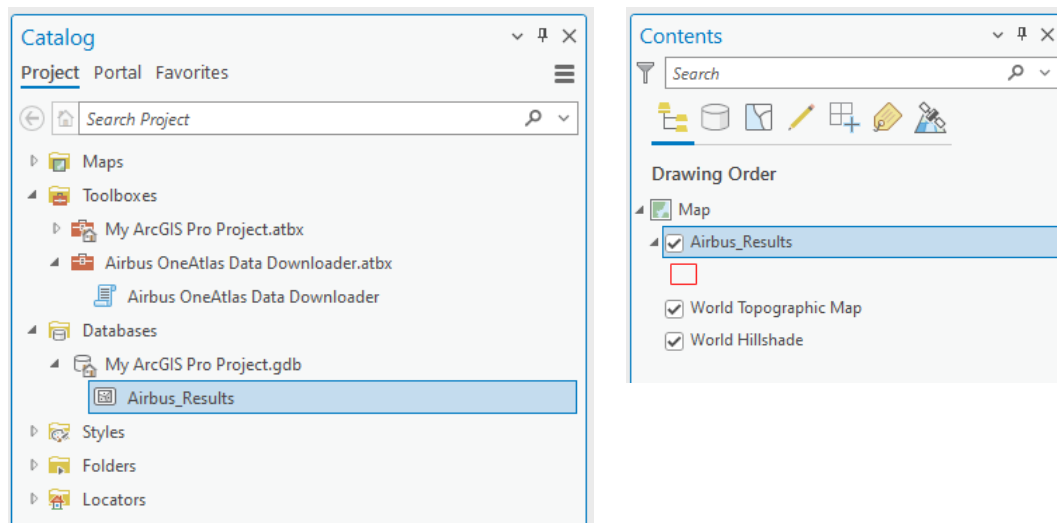 Catalog
Project Portal Favorites
Search Project
Maps
Toolboxes
My ArcGIS Pro Project.atbx
Airbus OneAtlas Data Downloader.atbx
Airbus OneAtlas Data Downloader
Databases
My ArcGIS Pro Project.gdb
Airbus_Results
Styles
Folders
Locators
Contents
Search
Drawing Order
Map
Airbus_Results
World Topographic Map
World Hillshade